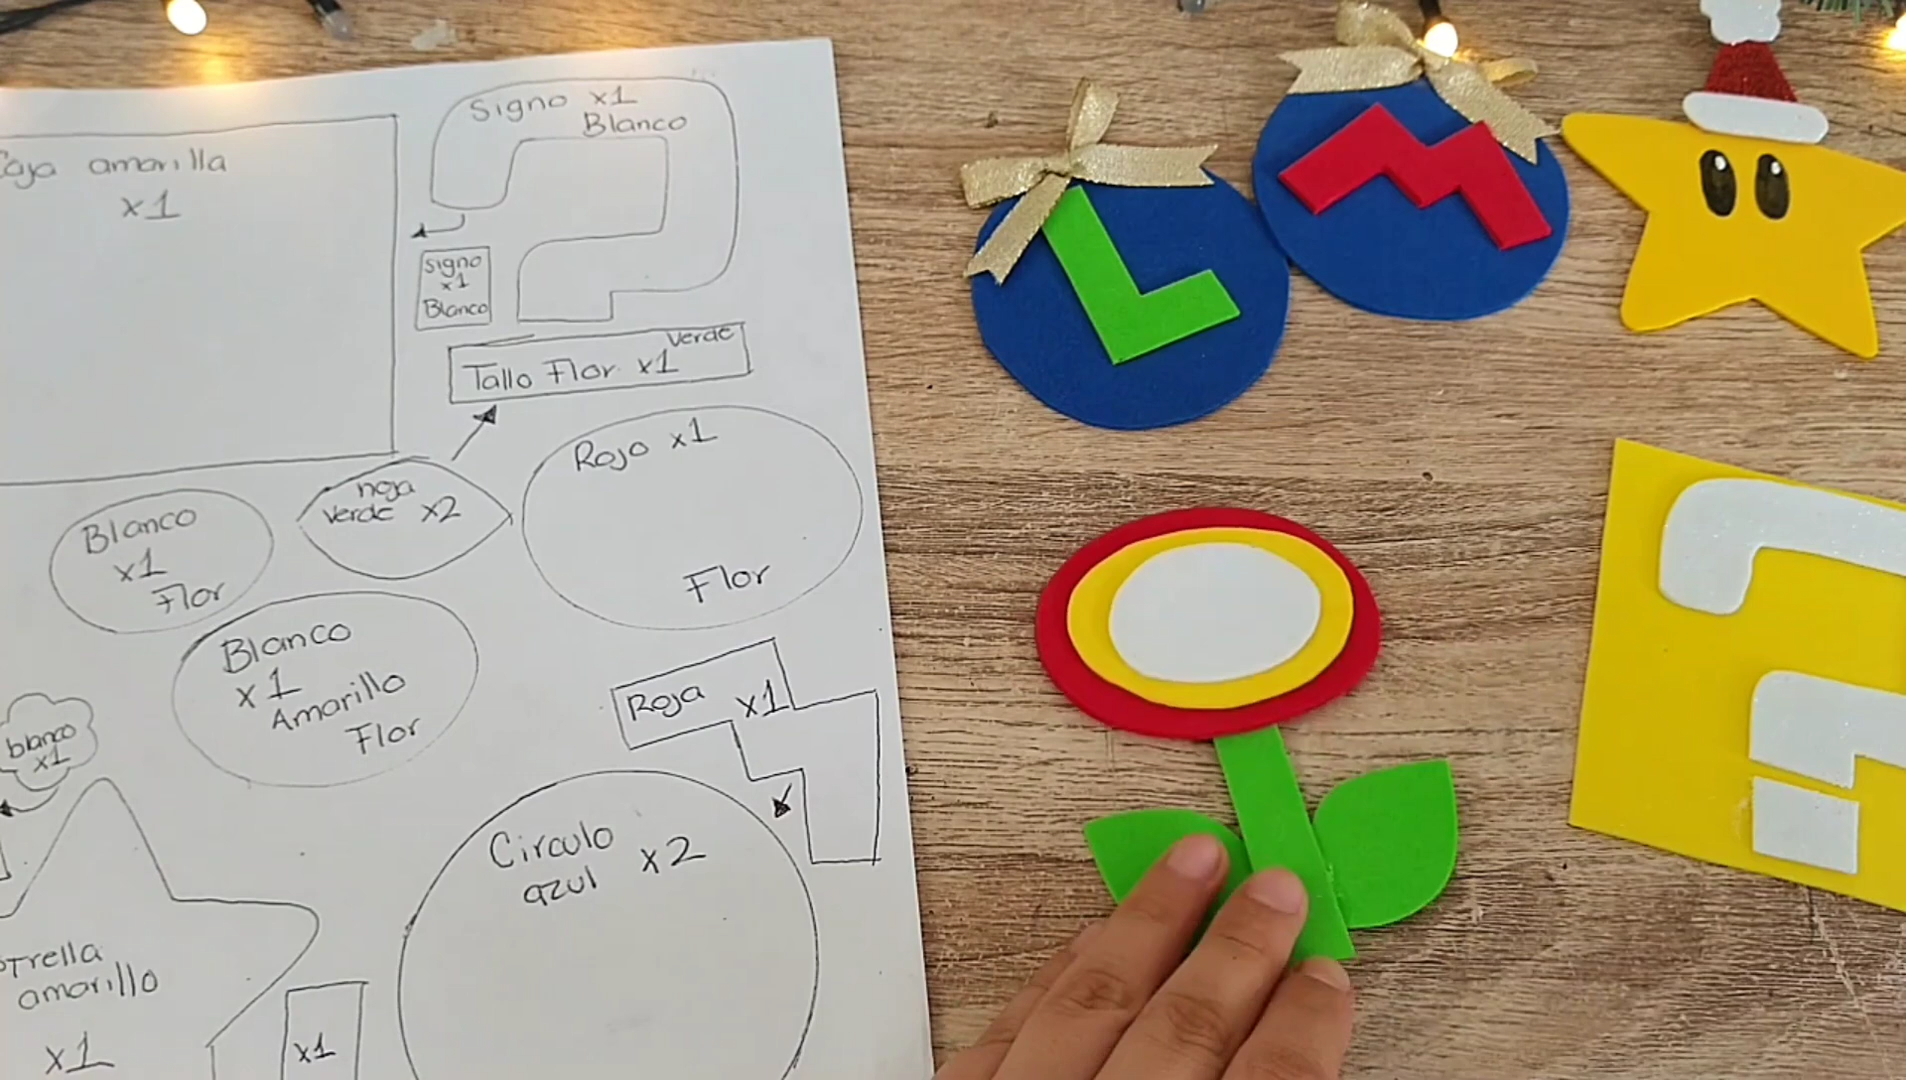 Caja amarilla
x1
Signo x1
Blanco
Signo
x1
Blanco
Verde
Tallo Flor x1
Rojo x1
Flor
hoja
verde x2
Blanco
x1
Flor
Blanco
x1
Amarillo
Flor
Roja x1
blanco
x1
Circulo
azul x2
strella
amarillo
x1
x1
L
M
?